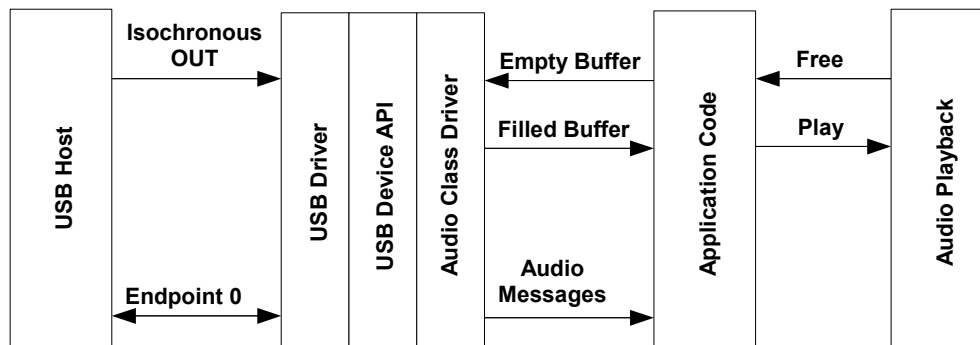 USB Host
Isochronous
OUT
Endpoint 0
USB Driver
USB Device API
Audio Class Driver
Empty Buffer
Filled Buffer
Audio
Messages
Application Code
Free
Play
Audio Playback